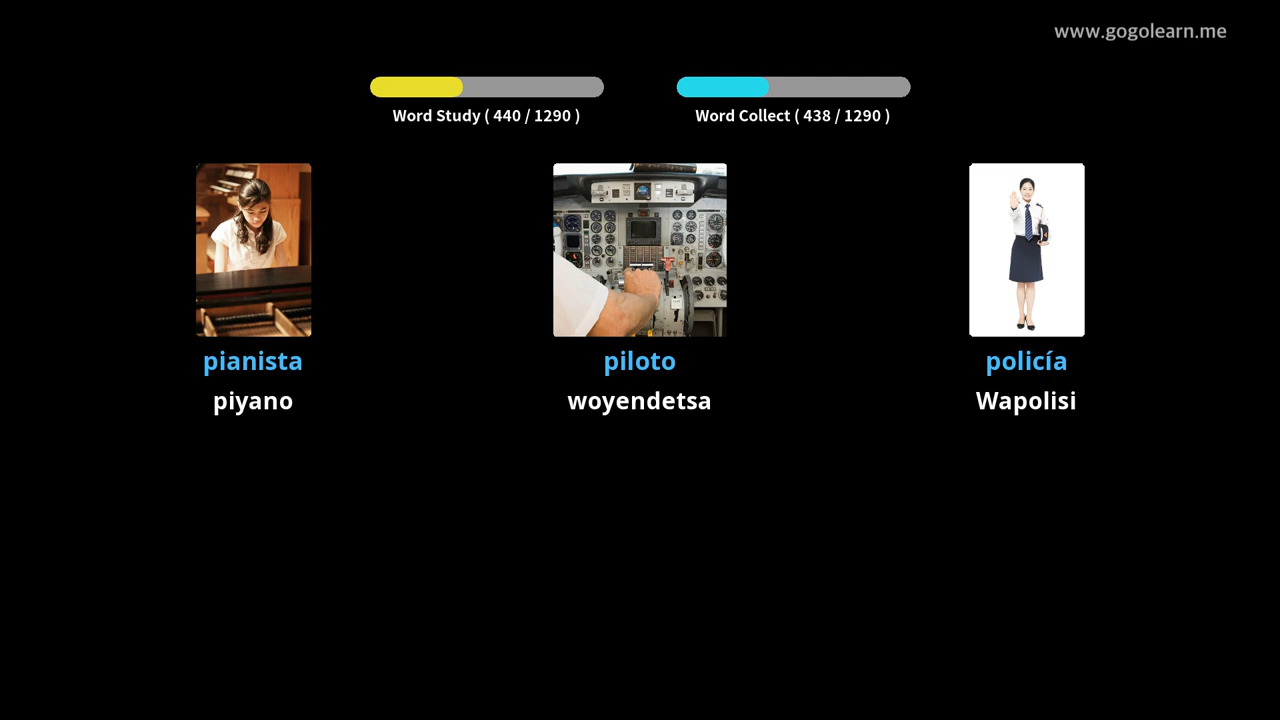 www.gogolearn.me
Word Study ( 440 / 1290 )
Word Collect ( 438 / 1290 )
pianista
piloto
policía
piyano
woyendetsa
Wapolisi